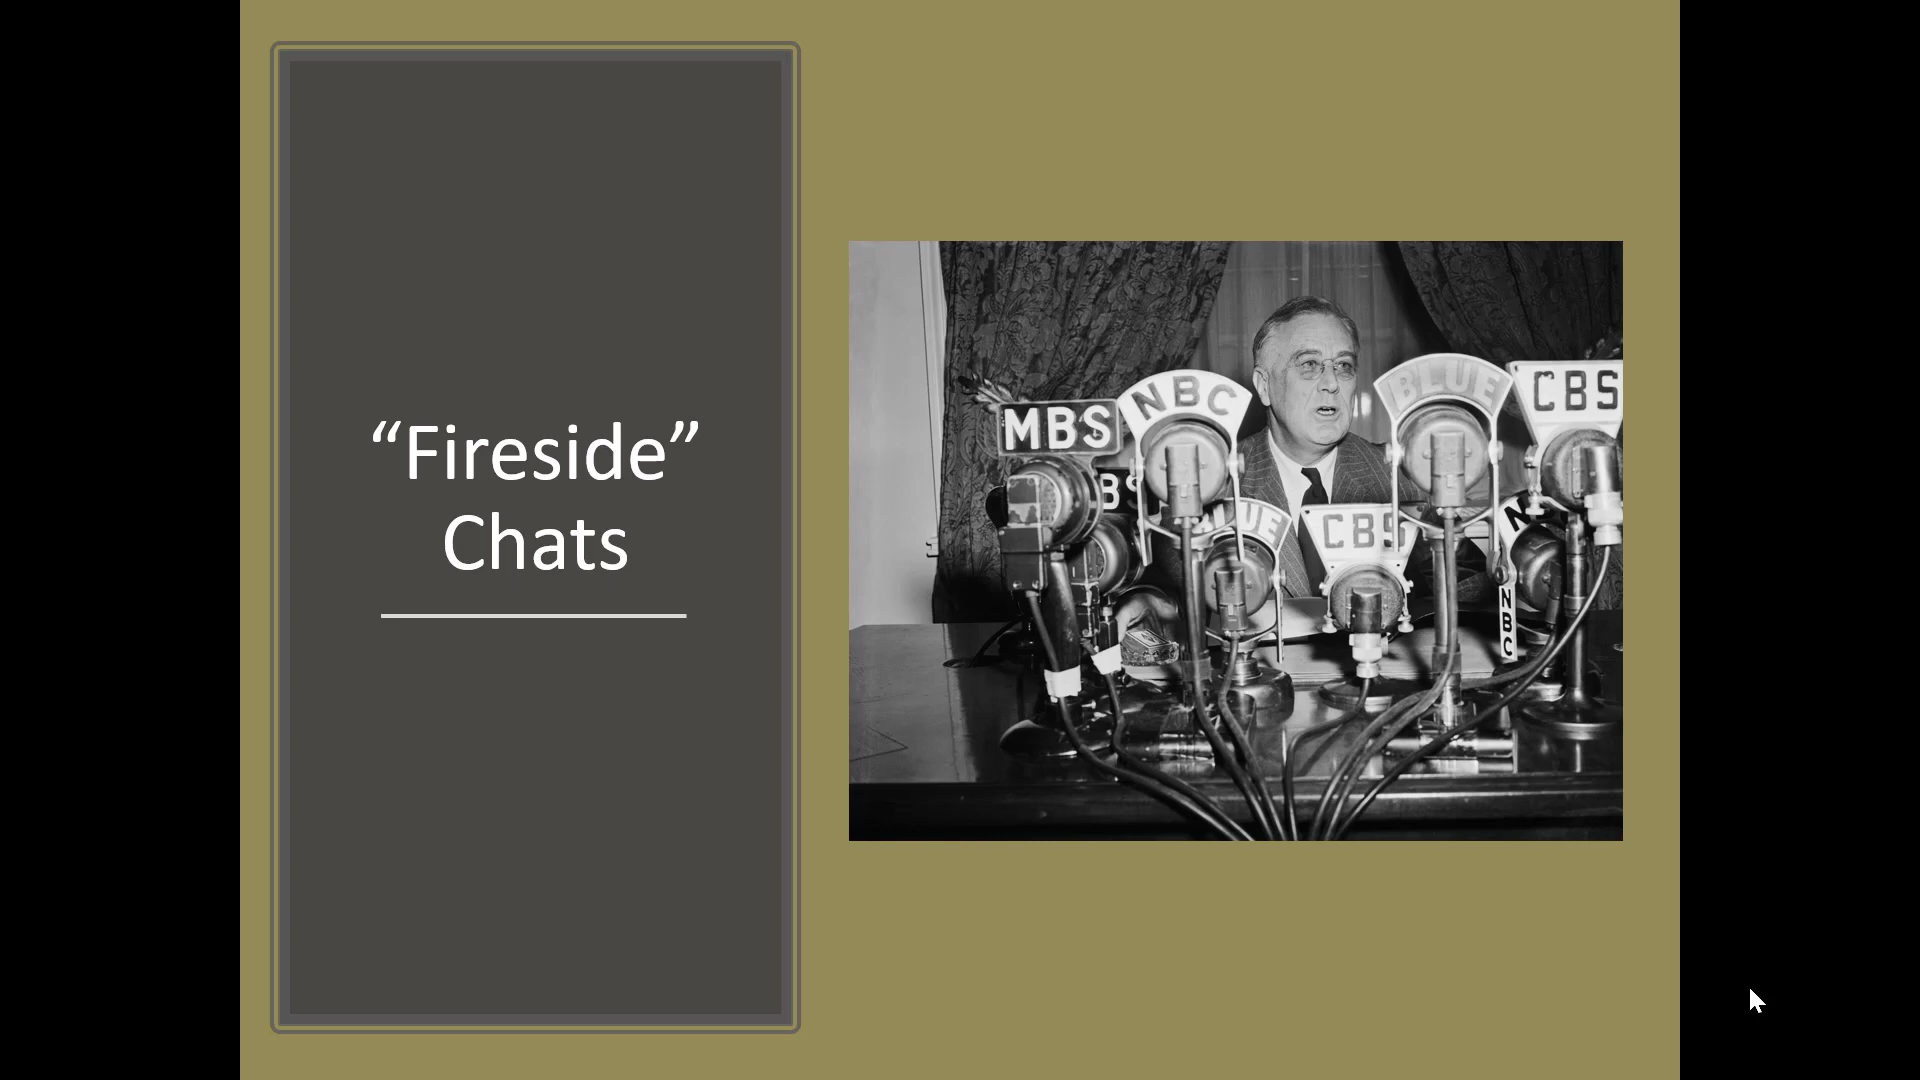 “Fireside”
Chats
MBS
NBC
BLUE
CBS
CBS
NBC